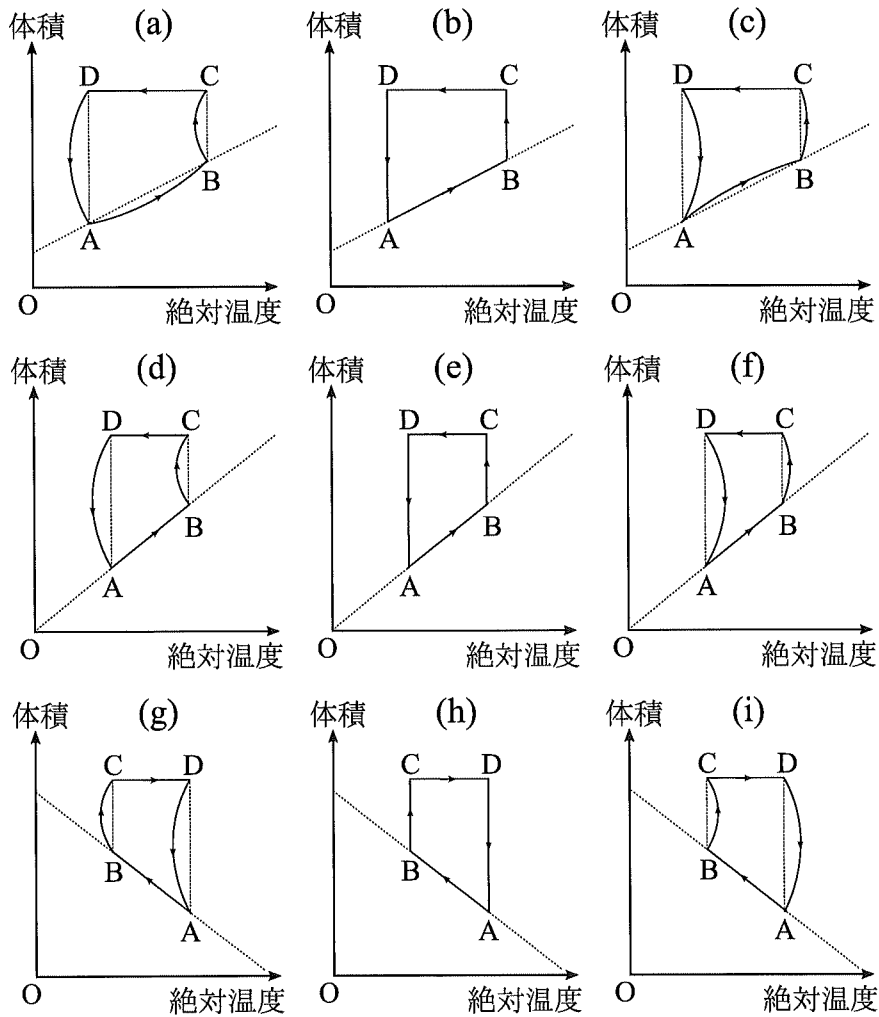 (a) (b) (c)
体積 体積 体積
D C D C D C
B B B
A A A
O 絶対温度 O 絶対温度 O 絶対温度
(d) (e) (f)
体積 体積 体積
D C D C D C
B B B
A A A
O 絶対温度 O 絶対温度 O 絶対温度
(g) (h) (i)
体積 体積 体積
C D C D C D
B B B
A A A
O 絶対温度 O 絶対温度 O 絶対温度